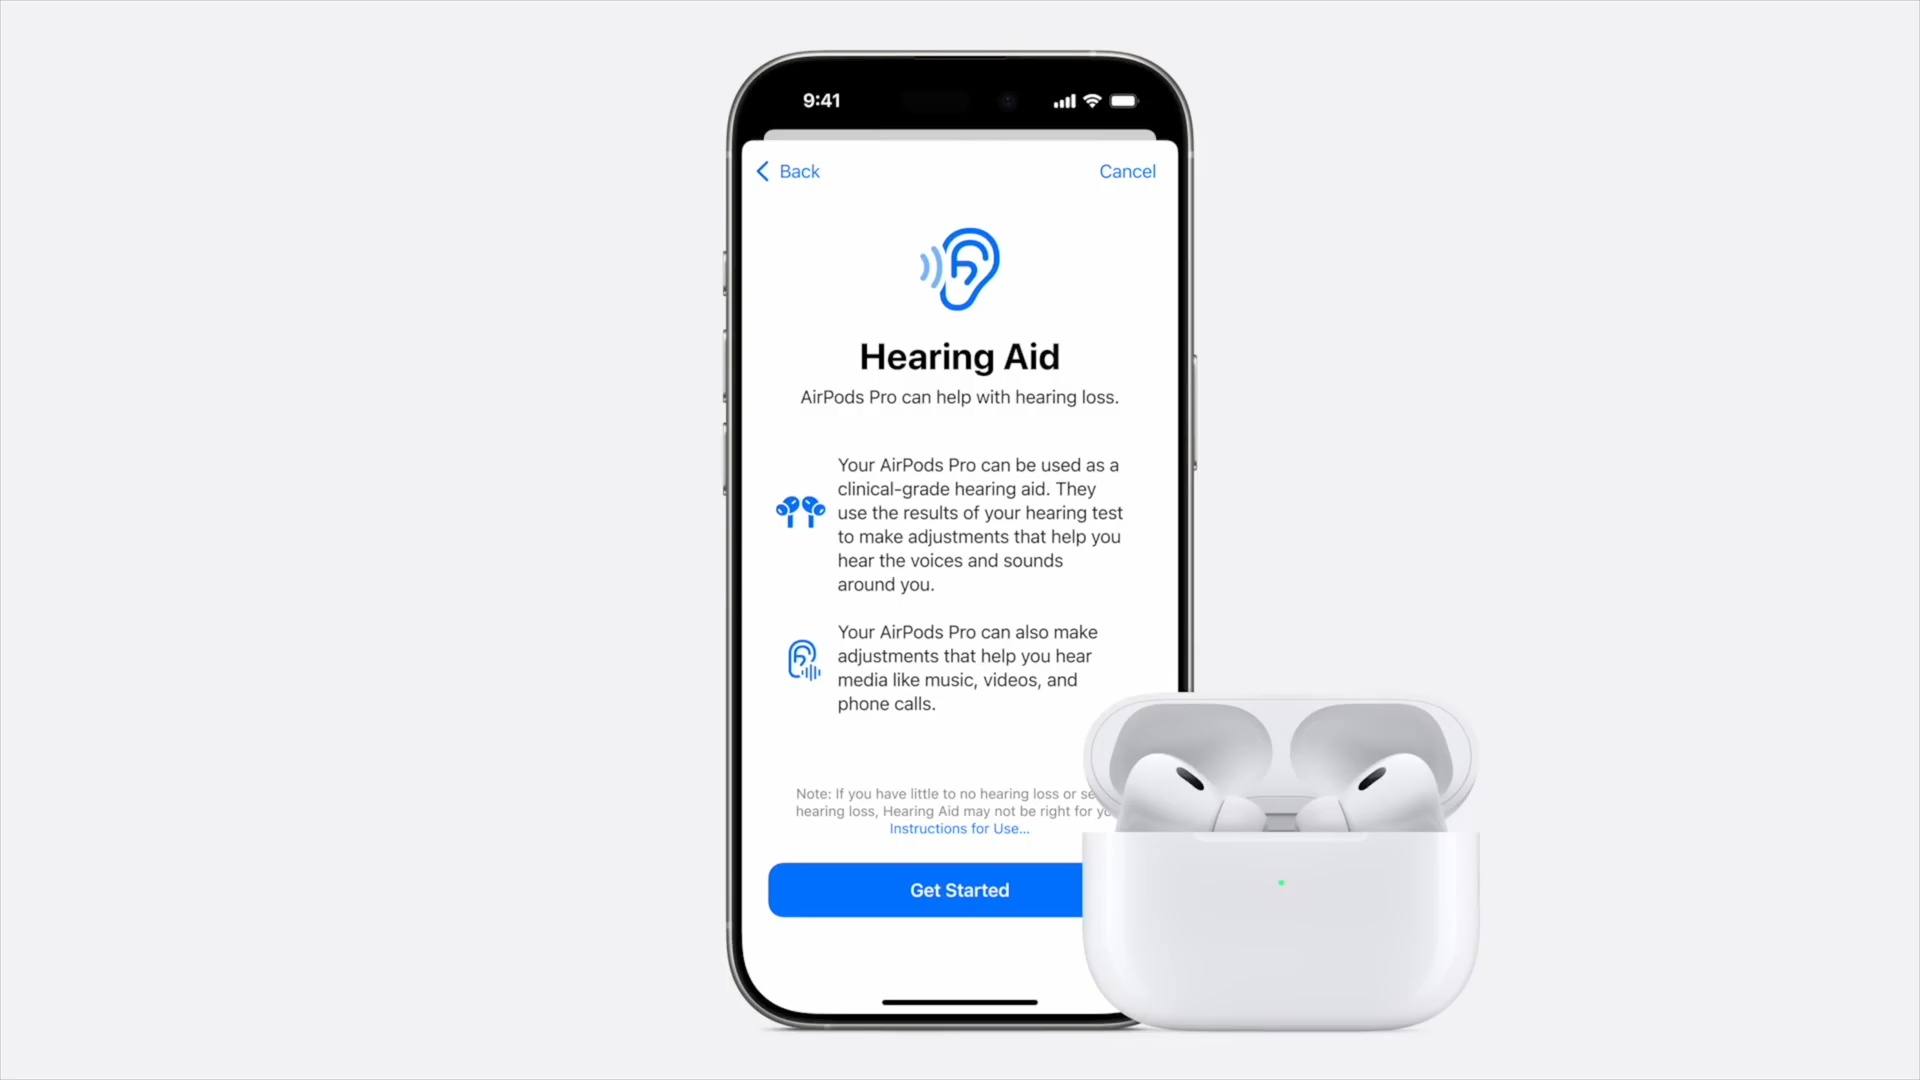 9:41
Back
Cancel
Hearing Aid
AirPods Pro can help with hearing loss.
Your AirPods Pro can be used as a
clinical-grade hearing aid. They
use the results of your hearing test
to make adjustments that help you
hear the voices and sounds
around you.
Your AirPods Pro can also make
adjustments that help you hear
media like music, videos, and
phone calls.
Note: If you have little to no hearing loss or
hearing loss, Hearing Aid may not be right for
Instructions for Use...
Get Started